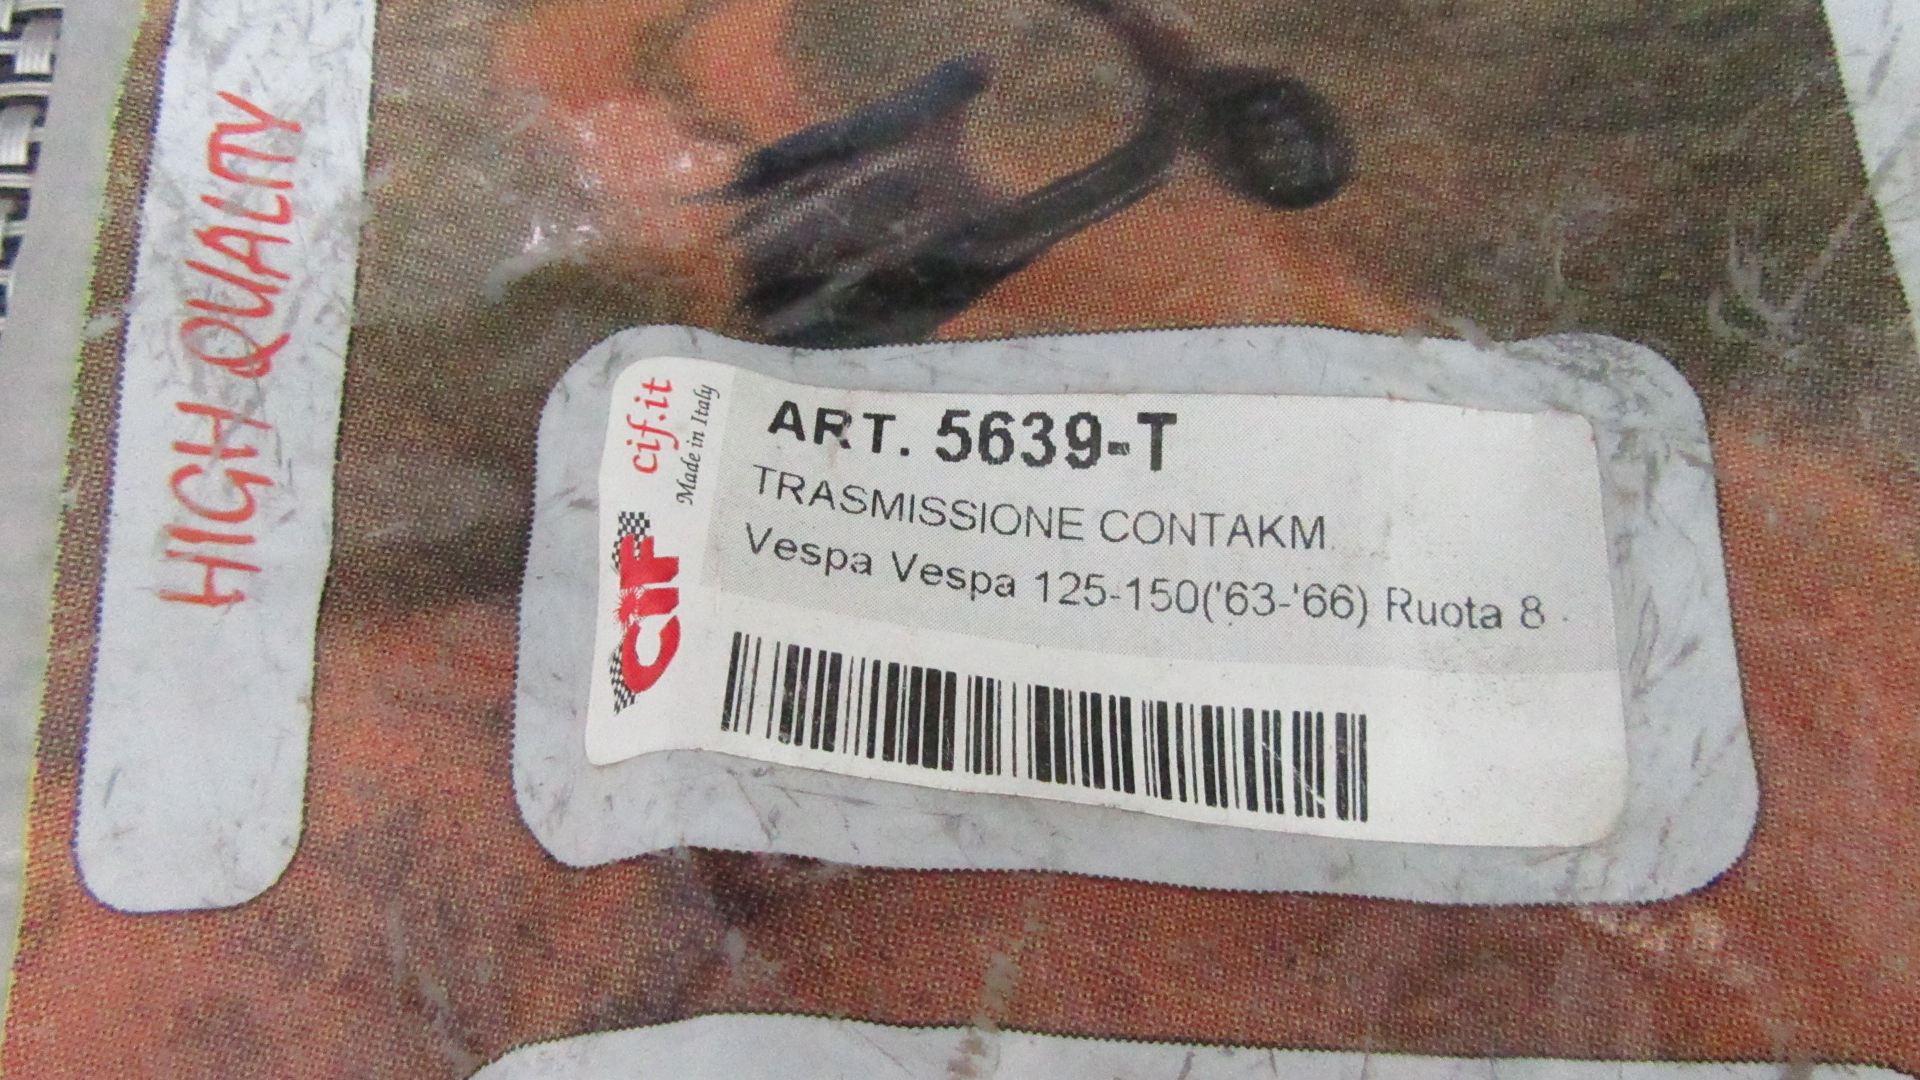 HIGH QUALITY
cif.it
Made in Italy
CIF
ART. 5639-T
TRASMISSIONE CONTAKM.
Vespa Vespa 125-150('63-'66) Ruota 8